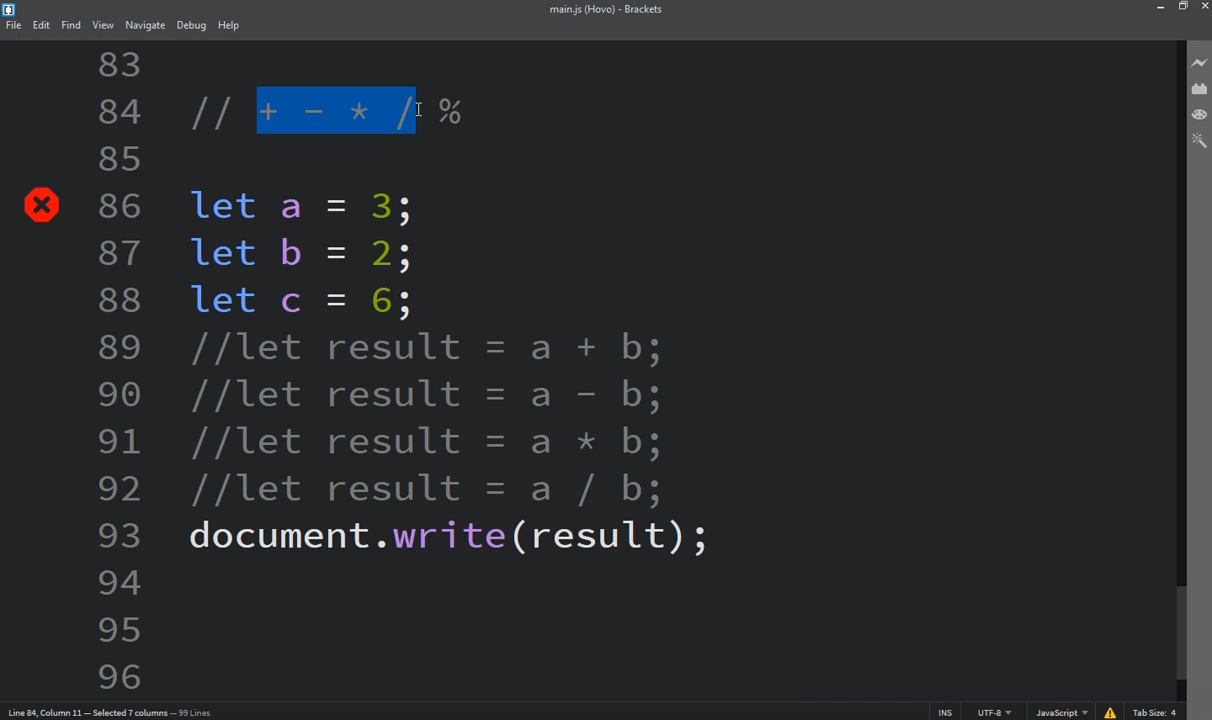 main.js (Hovo) - Brackets
File Edit Find View Navigate Debug Help
83
84 // + - * / %
85
86 let a = 3;
87 let b = 2;
88 let c = 6;
89 //let result = a + b;
90 //let result = a - b;
91 //let result = a * b;
92 //let result = a / b;
93 document.write(result);
94
95
96
Line 84, Column 11 — Selected 7 columns — 99 Lines INS UTF-8 JavaScript Tab Size: 4